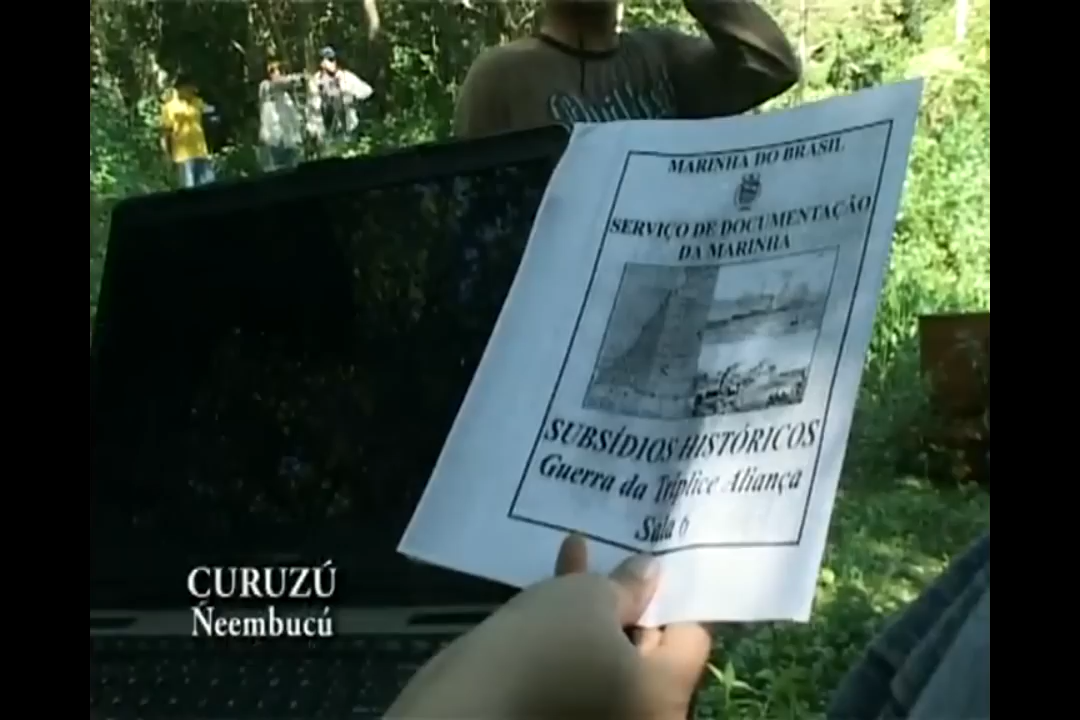 MARINHA DO BRASIL
SERVIÇO DE DOCUMENTAÇÃO
DA MARINHA
SUBSÍDIOS HISTÓRICOS
Guerra da Tríplice Aliança
Sala 6
CURUZÚ
Ñeembucú